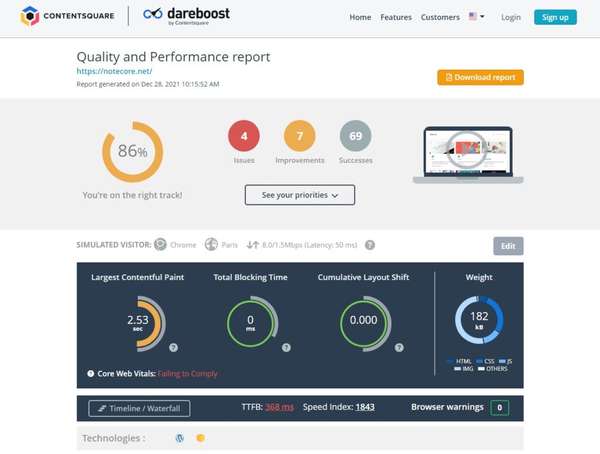 CONTENTSQUARE dareboost by Contentsquare Home Features Customers Login Sign up
Quality and Performance report
https://notecore.net/
Report generated on Dec 28, 2021 10:15:52 AM
Download report
86%
You're on the right track!
4 Issues
7 Improvements
69 Successes
See your priorities
SIMULATED VISITOR: Chrome Paris 8.0/1.5Mbps (Latency: 50 ms) ? Edit
Largest Contentful Paint Total Blocking Time Cumulative Layout Shift Weight
2.53 sec 0 ms 0.000 182 kB
? ? ?
HTML CSS JS
IMG OTHERS
? Core Web Vitals: Failing to Comply
Timeline / Waterfall TTFB: 368 ms Speed Index: 1843 Browser warnings 0
Technologies :